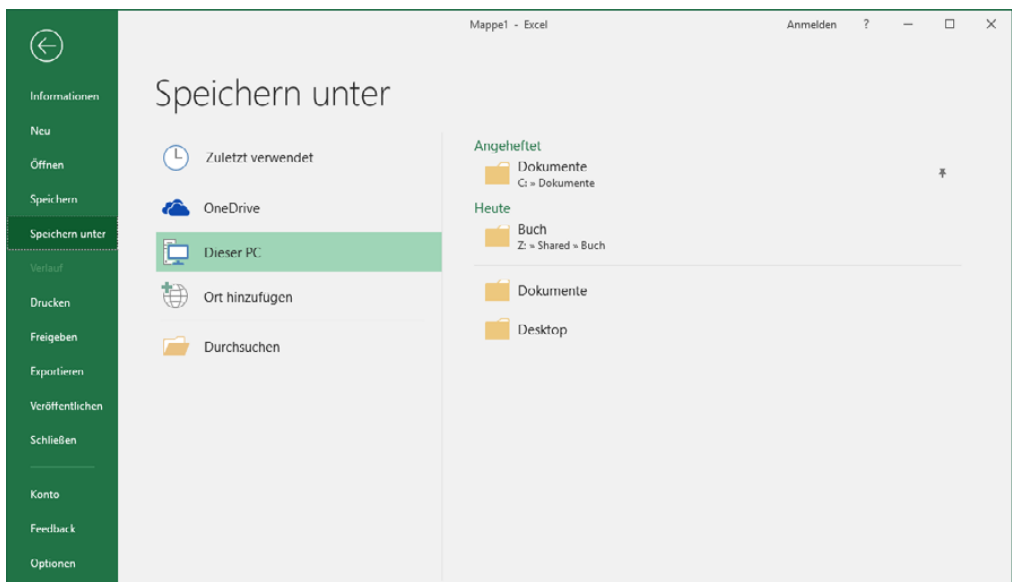 Mappe1 - Excel
Anmelden ?
Informationen
Neu
Öffnen
Speichern
Speichern unter
Verlauf
Drucken
Freigeben
Exportieren
Veröffentlichen
Schließen
Konto
Feedback
Optionen
Speichern unter
Zuletzt verwendet
OneDrive
Dieser PC
Ort hinzufügen
Durchsuchen
Angeheftet
Dokumente
C: » Dokumente
Heute
Buch
Z: » Shared » Buch
Dokumente
Desktop